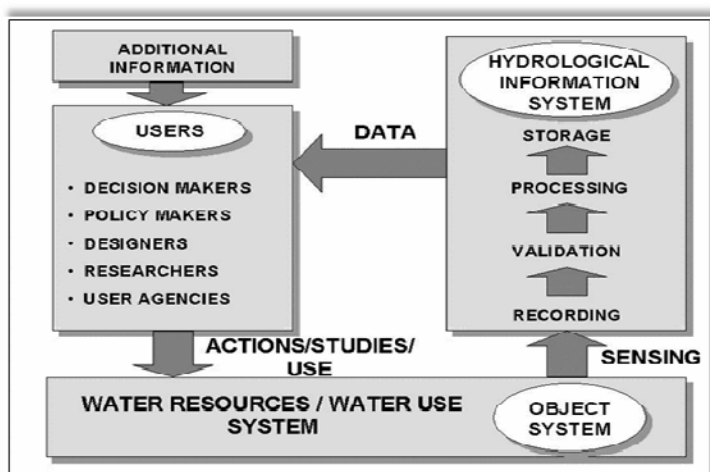 ADDITIONAL
INFORMATION
USERS
• DECISION MAKERS
• POLICY MAKERS
• DESIGNERS
• RESEARCHERS
• USER AGENCIES
DATA
HYDROLOGICAL
INFORMATION
SYSTEM
STORAGE
PROCESSING
VALIDATION
RECORDING
ACTIONS/STUDIES/
USE
SENSING
WATER RESOURCES / WATER USE
SYSTEM
OBJECT
SYSTEM